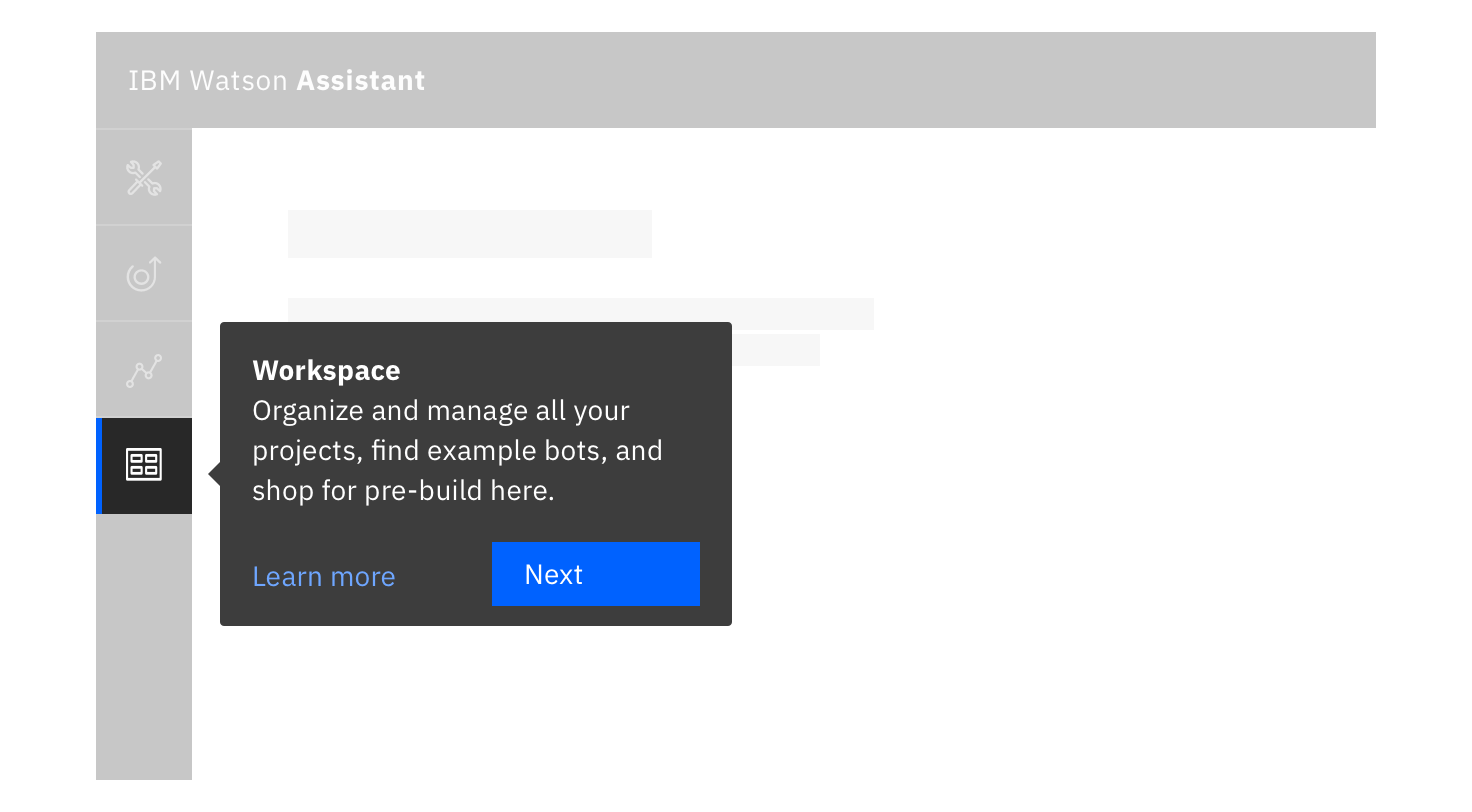 IBM Watson Assistant
Workspace
Organize and manage all your
projects, find example bots, and
shop for pre-build here.
Learn more
Next